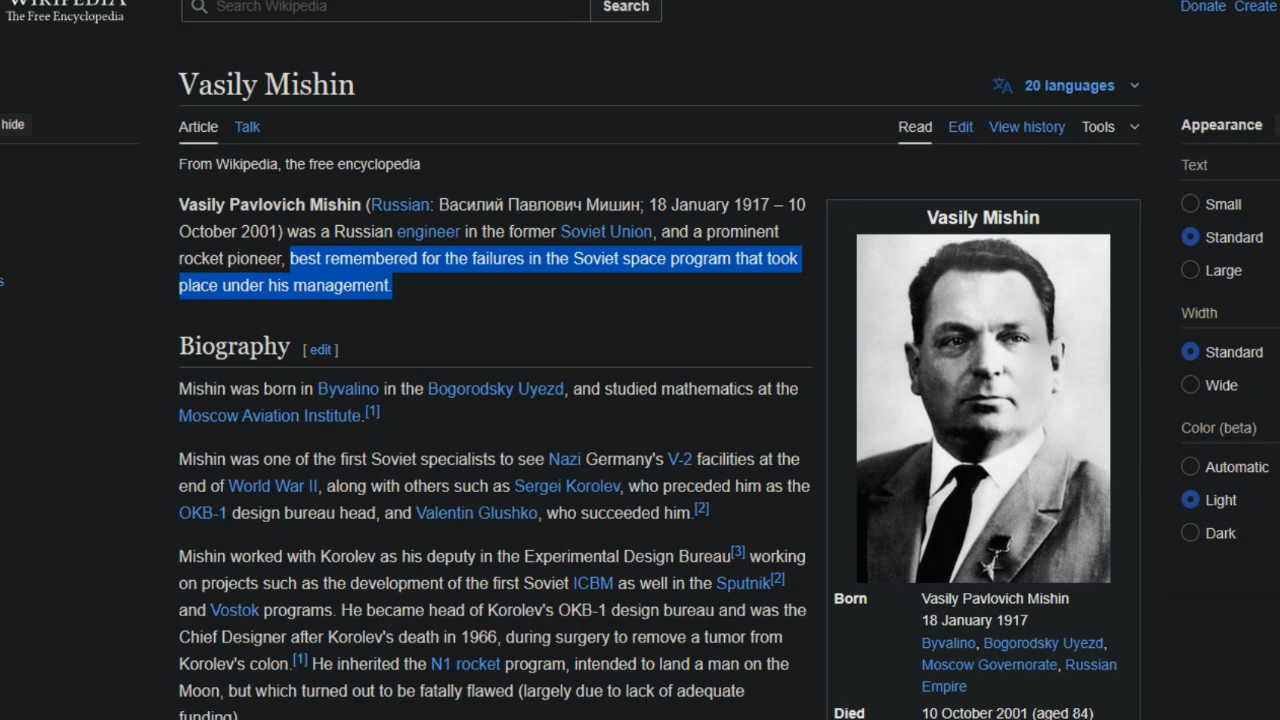 WIKIPEDIA
The Free Encyclopedia
Search Wikipedia
Search
Donate Create
Vasily Mishin
20 languages
hide
Article Talk
Read Edit View history Tools
From Wikipedia, the free encyclopedia
Vasily Pavlovich Mishin (Russian: Василий Павлович Мишин; 18 January 1917 – 10
October 2001) was a Russian engineer in the former Soviet Union, and a prominent
rocket pioneer, best remembered for the failures in the Soviet space program that took
place under his management.
Biography [ edit ]
Mishin was born in Byvalino in the Bogorodsky Uyezd, and studied mathematics at the
Moscow Aviation Institute.[1]
Mishin was one of the first Soviet specialists to see Nazi Germany's V-2 facilities at the
end of World War II, along with others such as Sergei Korolev, who preceded him as the
OKB-1 design bureau head, and Valentin Glushko, who succeeded him.[2]
Mishin worked with Korolev as his deputy in the Experimental Design Bureau[3] working
on projects such as the development of the first Soviet ICBM as well in the Sputnik[2]
and Vostok programs. He became head of Korolev's OKB-1 design bureau and was the
Chief Designer after Korolev's death in 1966, during surgery to remove a tumor from
Korolev's colon.[1] He inherited the N1 rocket program, intended to land a man on the
Moon, but which turned out to be fatally flawed (largely due to lack of adequate
funding)
Vasily Mishin
Born Vasily Pavlovich Mishin
18 January 1917
Byvalino, Bogorodsky Uyezd,
Moscow Governorate, Russian
Empire
Died 10 October 2001 (aged 84)
Appearance
Text
Small
Standard
Large
Width
Standard
Wide
Color (beta)
Automatic
Light
Dark